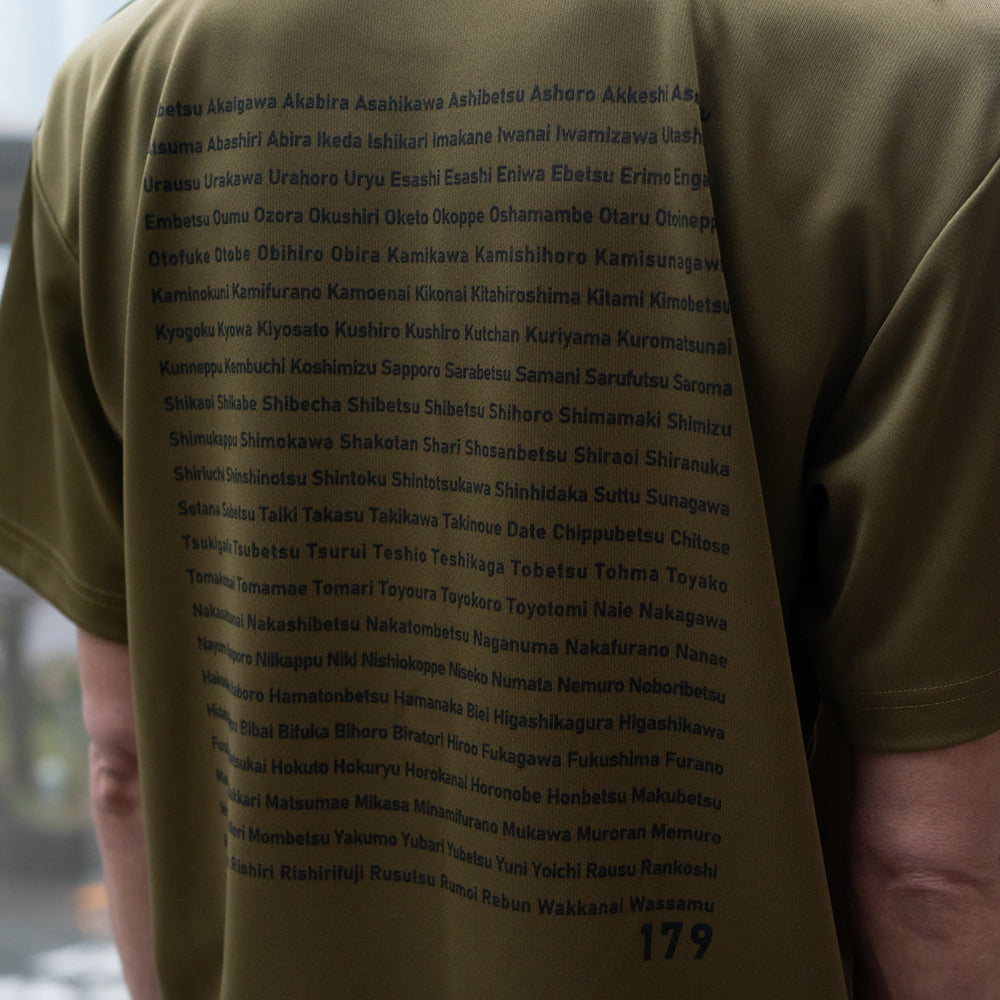 Akaigawa Akabira Asahikawa Ashibetsu Ashoro Akkeshi
Abashiri Abira Ikeda Ishikari Imakane Iwanai Iwamizawa
Urausu Urakawa Urahoro Uryu Esashi Esashi Eniwa Ebetsu Erimo
Embetsu Oumu Ozora Okushiri Oketo Okoppe Oshamambe Otaru
Otofuke Otobe Obihiro Obira Kamikawa Kamishihoro Kamisunagaw
Kaminokuni Kamifurano Kamoenai Kikonai Kitahiroshima Kitami Kimobetsu
Kyogoku Kyowa Kiyosato Kushiro Kushiro Kutchan Kuriyama Kuromatsunai
Kunneppu Kembuchi Koshimizu Sapporo Sarabetsu Samani Sarufutsu Saroma
Shikaoi Shikabe Shibecha Shibetsu Shibetsu Shihoro Shimamaki Shimizu
Shimukappu Shimokawa Shakotan Shari Shosanbetsu Shiraoi Shiranuka
Shiriuchi Shinshinotsu Shintoku Shintotsukawa Shinhidaka Suttu Sunagawa
Setana Sobetsu Taiki Takasu Takikawa Takinoue Date Chippubetsu Chitose
Tsukigata Tsubetsu Tsurui Teshio Teshikaga Tobetsu Tohma Toyako
Tomamae Tomari Toyoura Toyokoro Toyotomi Naie Nakagawa
Nakashibetsu Nakatombetsu Naganuma Nakafurano Nanae
Niikappu Niki Nishiokoppe Niseko Numata Nemuro Noboribetsu
Hamatonbetsu Hamanaka Biei Higashikagura Higashikawa
Bibai Bifuka Bihoro Biratori Hiroo Fukagawa Fukushima Furano
Hokuto Hokuryu Horokanai Horonobe Honbetsu Makubetsu
Matsumae Mikasa Minamifurano Mukawa Muroran Memuro
Mombetsu Yakumo Yubari Yubetsu Yuni Yoichi Rausu Rankoshi
Rishiri Rishirifuji Rusutsu Rumoi Rebun Wakkanai Wassamu
179